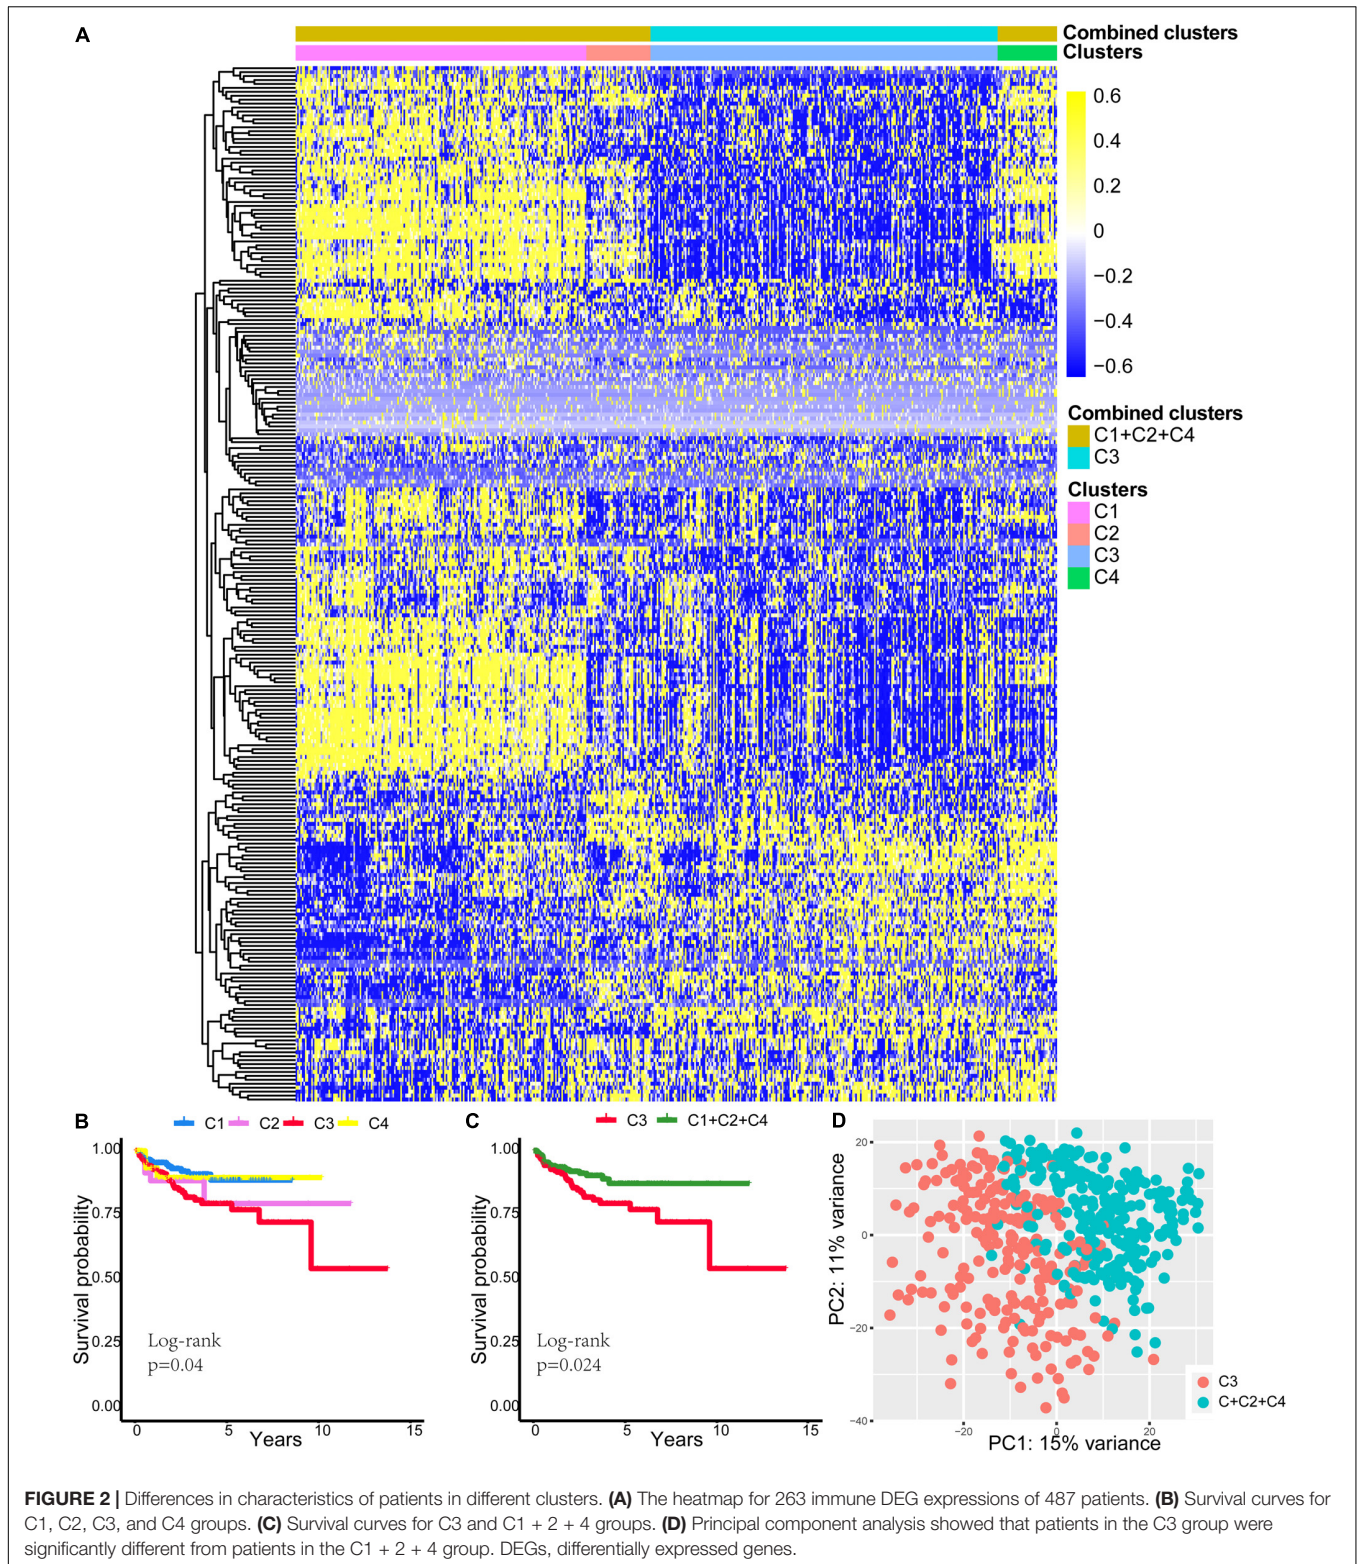 A
Combined clusters
Clusters
0.6
0.4
0.2
0
−0.2
−0.4
−0.6
Combined clusters
C1+C2+C4
C3
Clusters
C1
C2
C3
C4
B
C1 C2 C3 C4
1.00
0.75
0.50
0.25
0.00
Survival probability
Log-rank
p=0.04
0 5 10 15
Years
C
C3 C1+C2+C4
1.00
0.75
0.50
0.25
0.00
Survival probability
Log-rank
p=0.024
0 5 10 15
Years
D
20
0
−20
−40
PC2: 11% variance
C3
C+C2+C4
−20 0 20
PC1: 15% variance
FIGURE 2 | Differences in characteristics of patients in different clusters. (A) The heatmap for 263 immune DEG expressions of 487 patients. (B) Survival curves for
C1, C2, C3, and C4 groups. (C) Survival curves for C3 and C1 + 2 + 4 groups. (D) Principal component analysis showed that patients in the C3 group were
significantly different from patients in the C1 + 2 + 4 group. DEGs, differentially expressed genes.